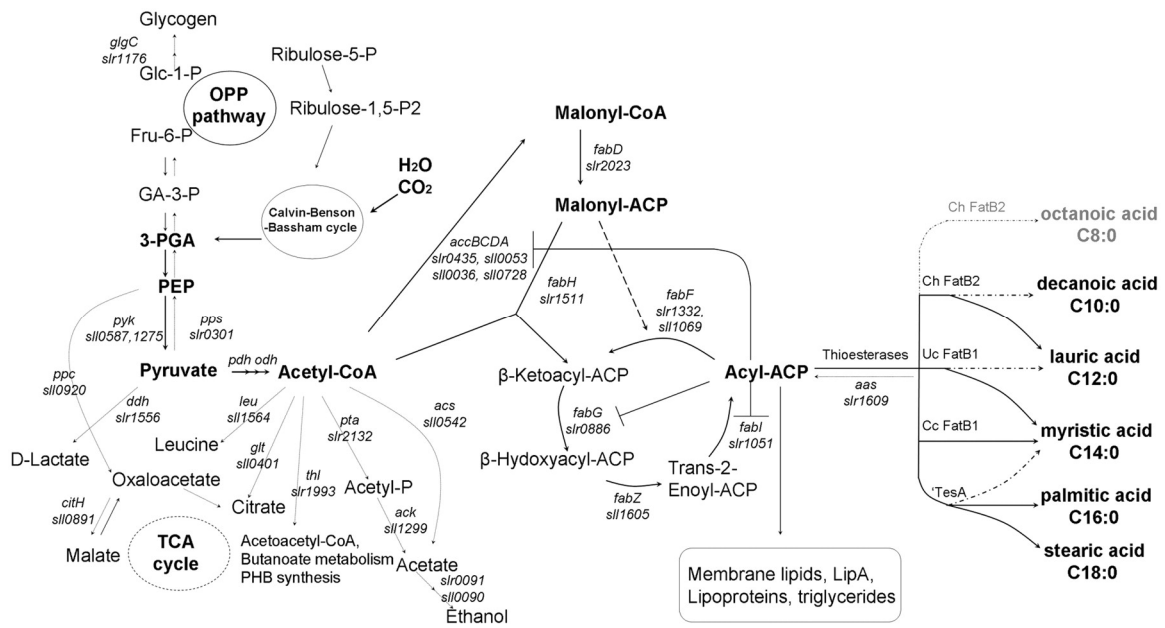 Glycogen
glgC
slr1176
Glc-1-P
OPP
pathway
Fru-6-P
GA-3-P
3-PGA
PEP
Ribulose-5-P
Ribulose-1,5-P2
H2O
CO2
Calvin-Benson
-Bassham cycle
pyk
sll0587,1275
pps
slr0301
ppc
sll0920
Pyruvate
pdh odh
Acetyl-CoA
ddh
slr1556
D-Lactate
leu
sll1564
Leucine
glt
sll0401
Oxaloacetate
Citrate
citH
sll0891
Malate
TCA
cycle
thl
slr1993
Acetoacetyl-CoA,
Butanoate metabolism
PHB synthesis
pta
slr2132
Acetyl-P
acs
sll0542
ack
sll1299
Acetate
slr0091
sll0090
Ethanol
Malonyl-CoA
fabD
slr2023
Malonyl-ACP
accBCDA
slr0435, sll0053
sll0036, sll0728
fabH
slr1511
fabF
slr1332,
sll1069
β-Ketoacyl-ACP
fabG
slr0886
β-Hydoxyacyl-ACP
fabZ
sll1605
Trans-2-
Enoyl-ACP
fabI
slr1051
Acyl-ACP
Membrane lipids, LipA,
Lipoproteins, triglycerides
Thioesterases
aas
slr1609
Ch FatB2
octanoic acid
C8:0
Ch FatB2
decanoic acid
C10:0
Uc FatB1
lauric acid
C12:0
Cc FatB1
myristic acid
C14:0
'TesA
palmitic acid
C16:0
stearic acid
C18:0